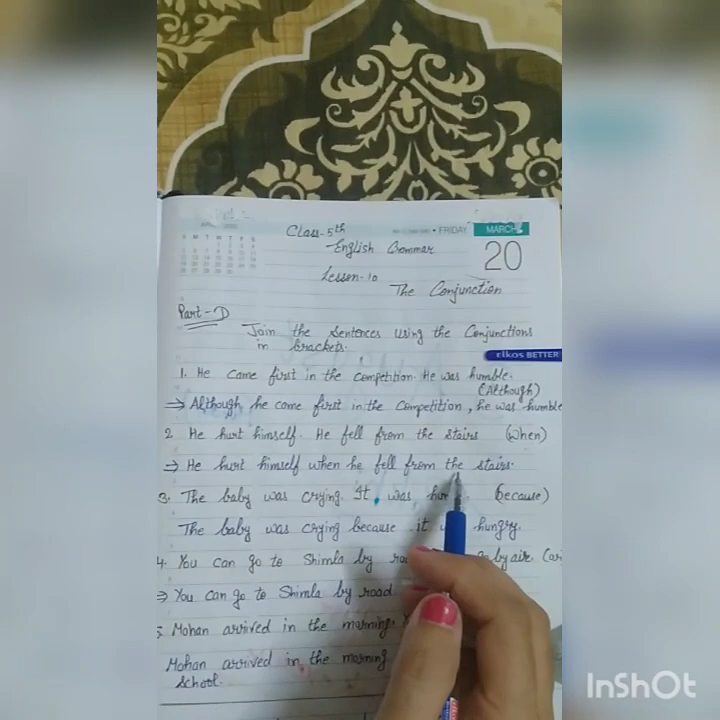 Class-5th
FRIDAY MARCH
English Grammar
20
Lesson-10
The Conjunction
Part-D
Join the Sentences using the Conjunctions
in brackets.
elkos BETTER
1. He came first in the competition. He was humble.
(Although)
⇒ Although he came first in the competition, he was humble
2 He hurt himself. He fell from the stairs (when)
⇒ He hurt himself when he fell from the stairs.
3. The baby was crying. It was (because)
The baby was crying because it hungry.
4. You can go to Shimla by by air
⇒ You can go to Shimla by road
5. Mohan arrived in the morning.
Mohan arrived in the morning
School.
InShOt